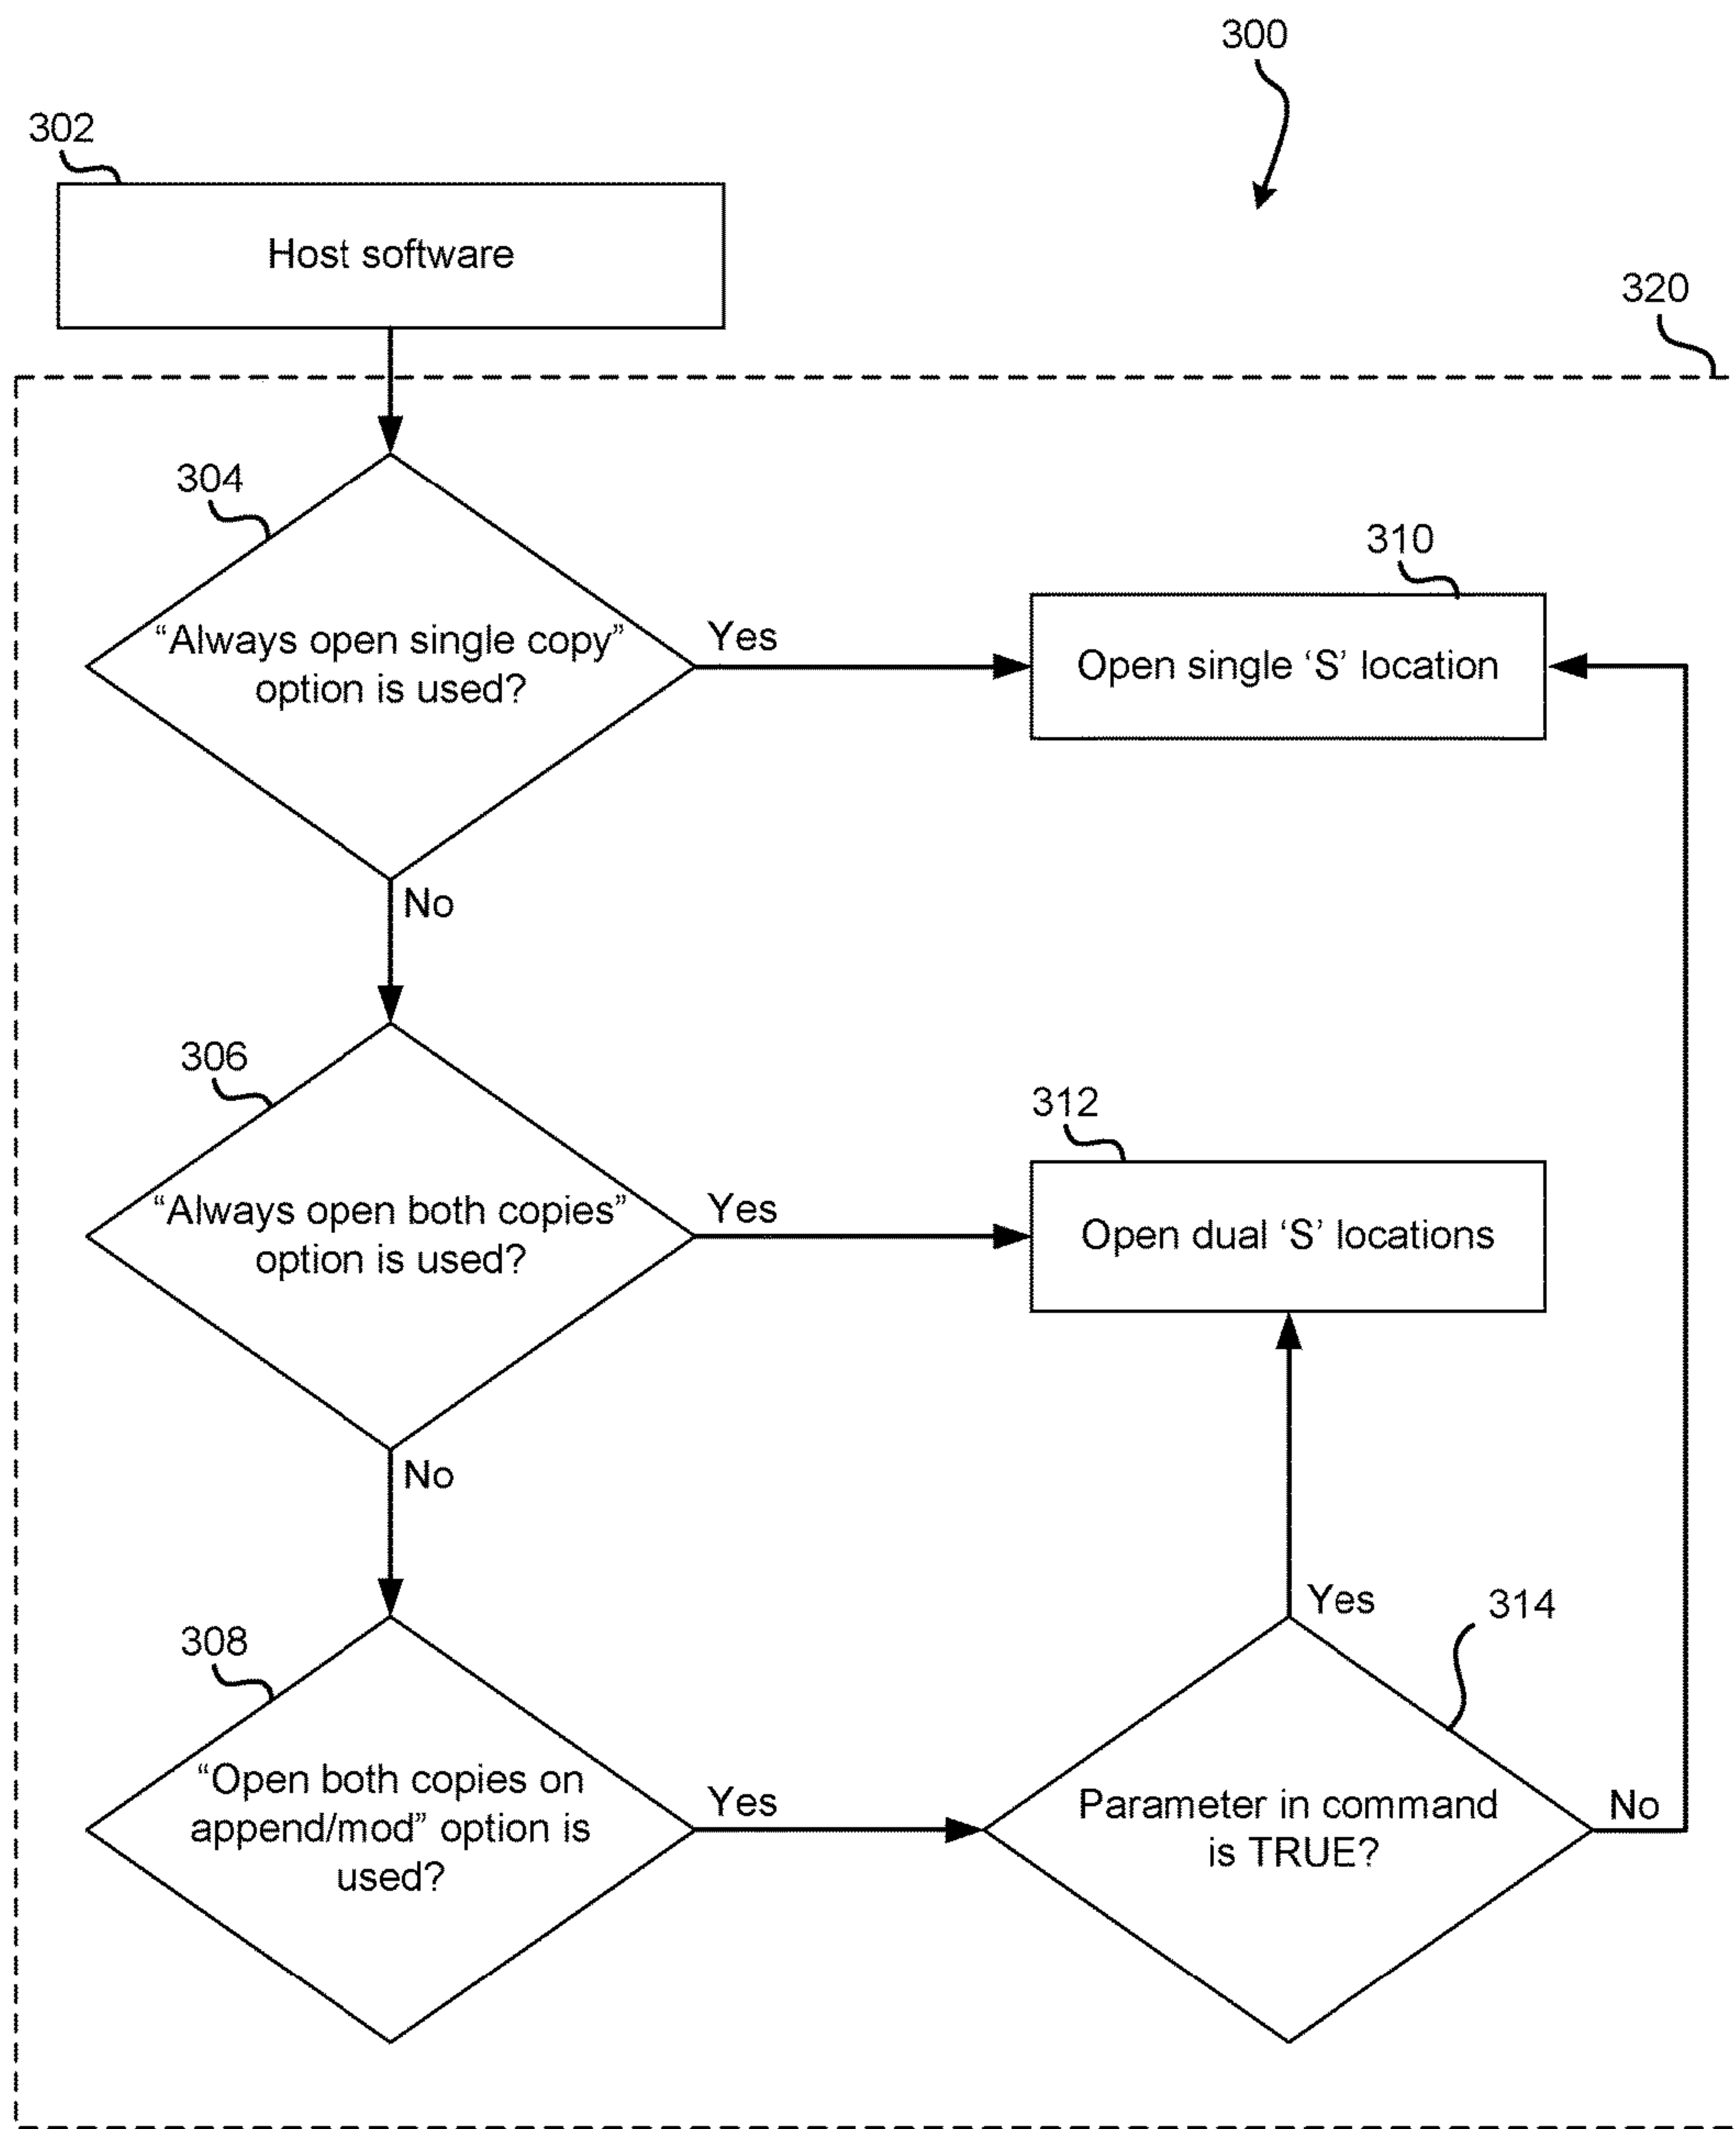 300
302
Host software
320
304
310
“Always open single copy”
option is used?
Yes
Open single ‘S’ location
No
306
312
“Always open both copies”
option is used?
Yes
Open dual ‘S’ locations
No
308
Yes
314
“Open both copies on
append/mod” option is
used?
Yes
Parameter in command
is TRUE?
No